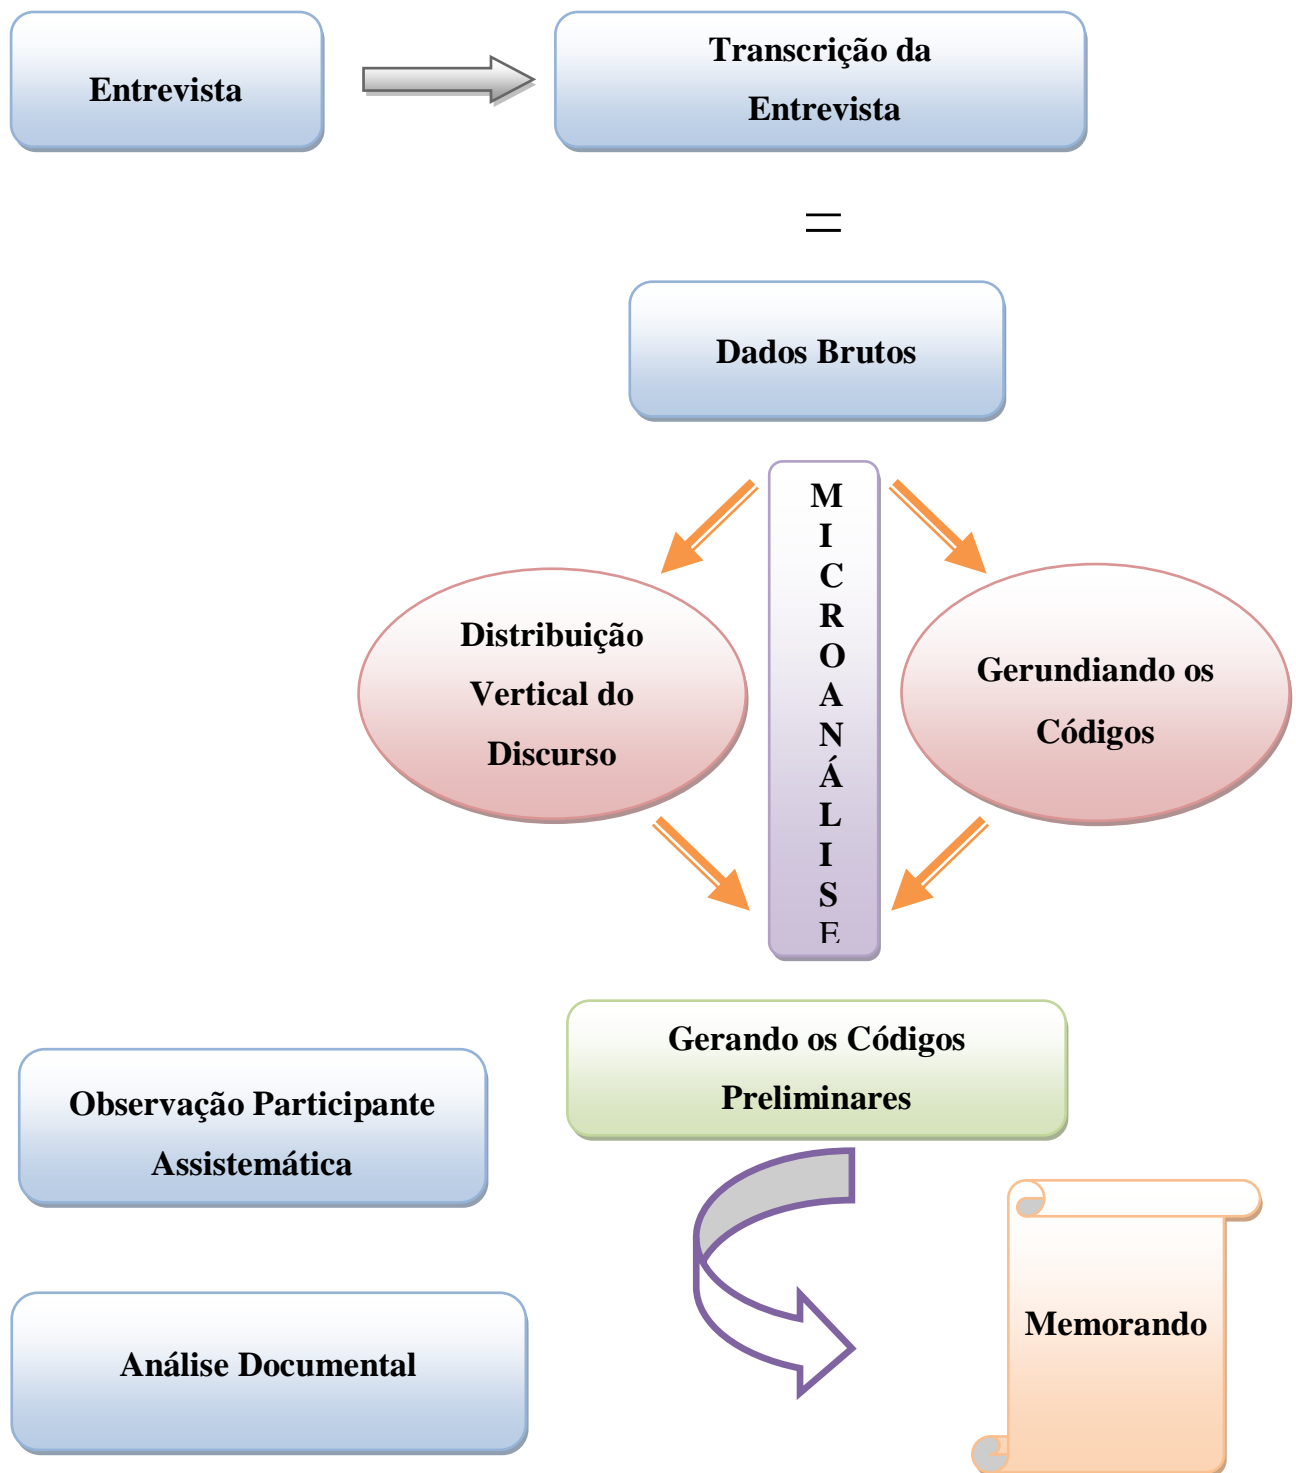 Entrevista
Transcrição da
Entrevista
=
Dados Brutos
M
I
C
R
O
A
N
Á
L
I
S
E
Distribuição
Vertical do
Discurso
Gerundiando os
Códigos
Gerando os Códigos
Preliminares
Observação Participante
Assistemática
Análise Documental
Memorando